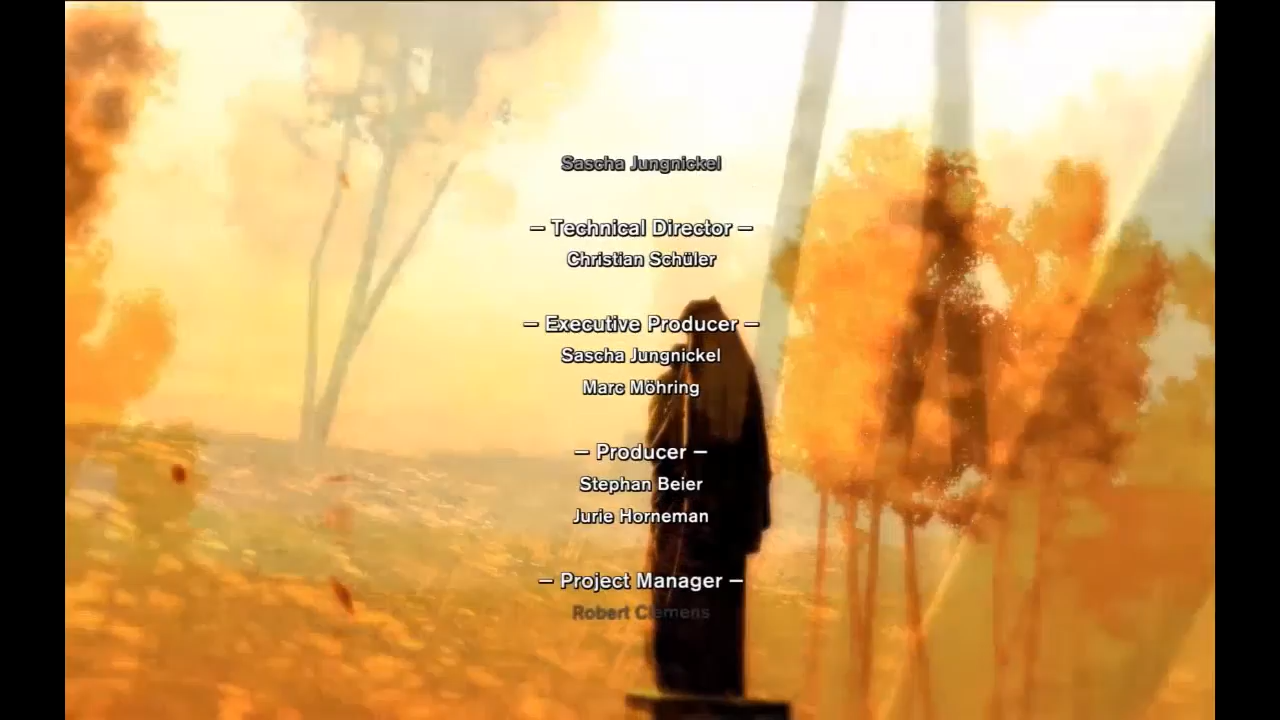 Sascha Jungnickel
– Technical Director –
Christian Schüler
– Executive Producer –
Sascha Jungnickel
Marc Möhring
– Producer –
Stephan Beier
Jurie Horneman
– Project Manager –
Robert Clemens